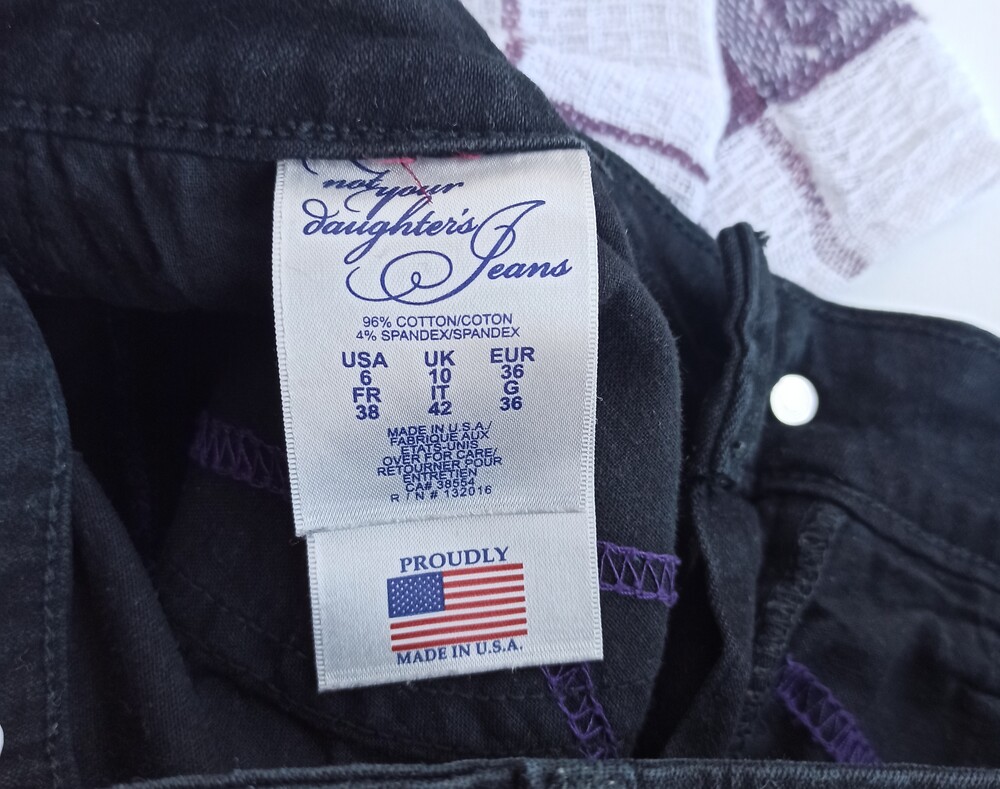 not your
daughter's
Jeans
96% COTTON/COTON
4% SPANDEX/SPANDEX
USA UK EUR
6 10 36
FR IT G
38 42 36
MADE IN U.S.A./
FABRIQUE AUX
ETATS-UNIS
OVER FOR CARE/
RETOURNER POUR
ENTRETIEN
CA# 38554
R / N # 132016
PROUDLY
MADE IN U.S.A.